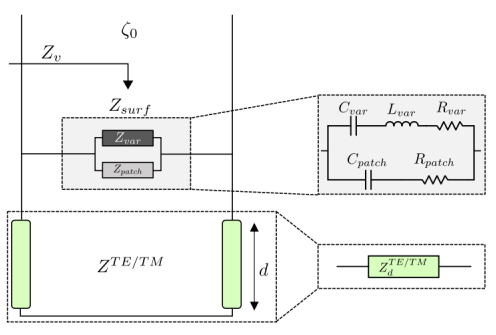 ζ₀
Z_v
Z_surf
Z_var
Z_patch
C_var L_var R_var
C_patch R_patch
Z^{TE/TM}
d
Z_d^{TE/TM}